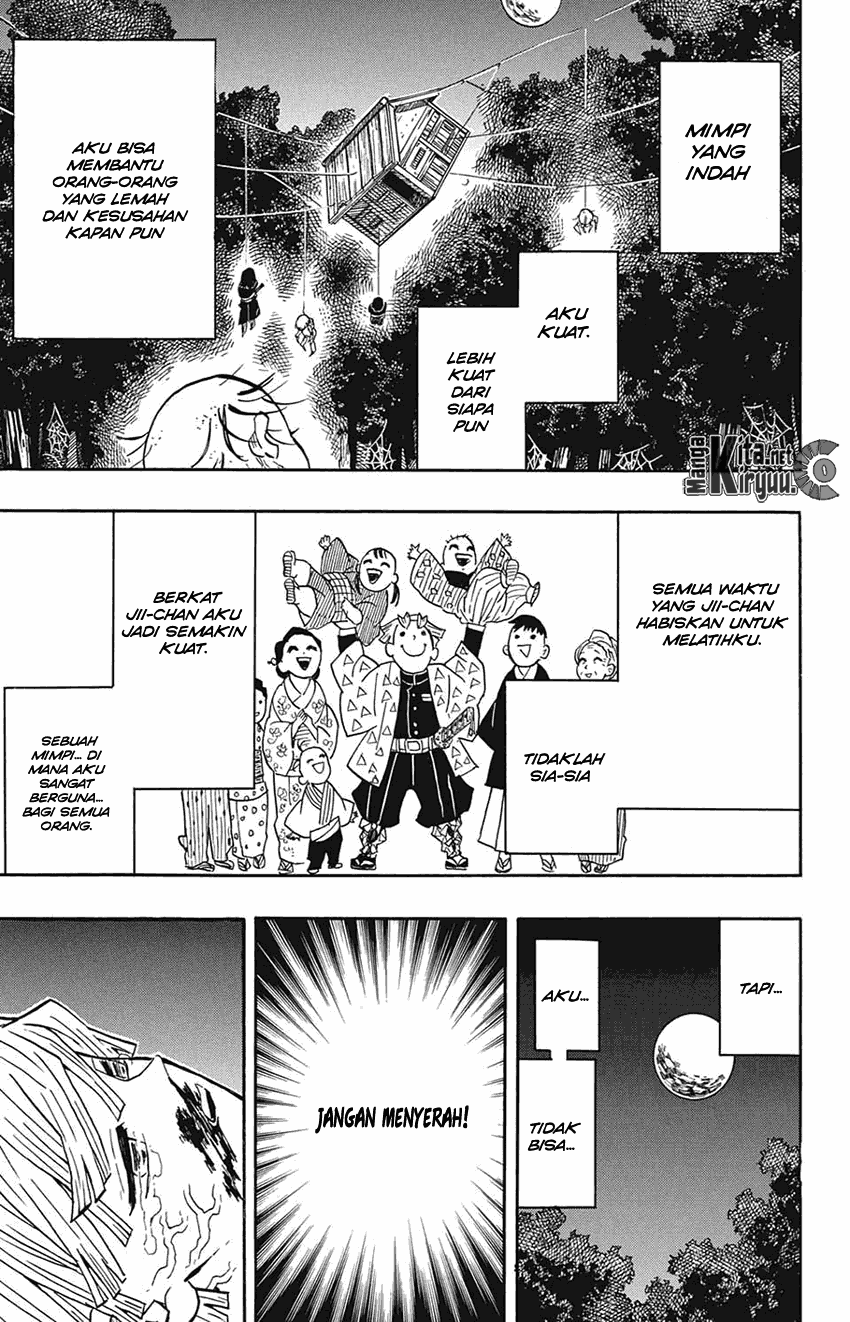 MIMPI
YANG
INDAH
AKU
KUAT.
LEBIH
KUAT
DARI
SIAPA
PUN
AKU BISA
MEMBANTU
ORANG-ORANG
YANG LEMAH
DAN KESUSAHAN
KAPAN PUN
Manga
Kita.net
Kiryuu.
SEMUA WAKTU
YANG JII-CHAN
HABISKAN UNTUK
MELATIHKU.
TIDAKLAH
SIA-SIA
BERKAT
JII-CHAN AKU
JADI SEMAKIN
KUAT.
SEBUAH
MIMPI... DI
MANA AKU
SANGAT
BERGUNA...
BAGI SEMUA
ORANG.
TAPI...
AKU...
TIDAK
BISA...
JANGAN MENYERAH!